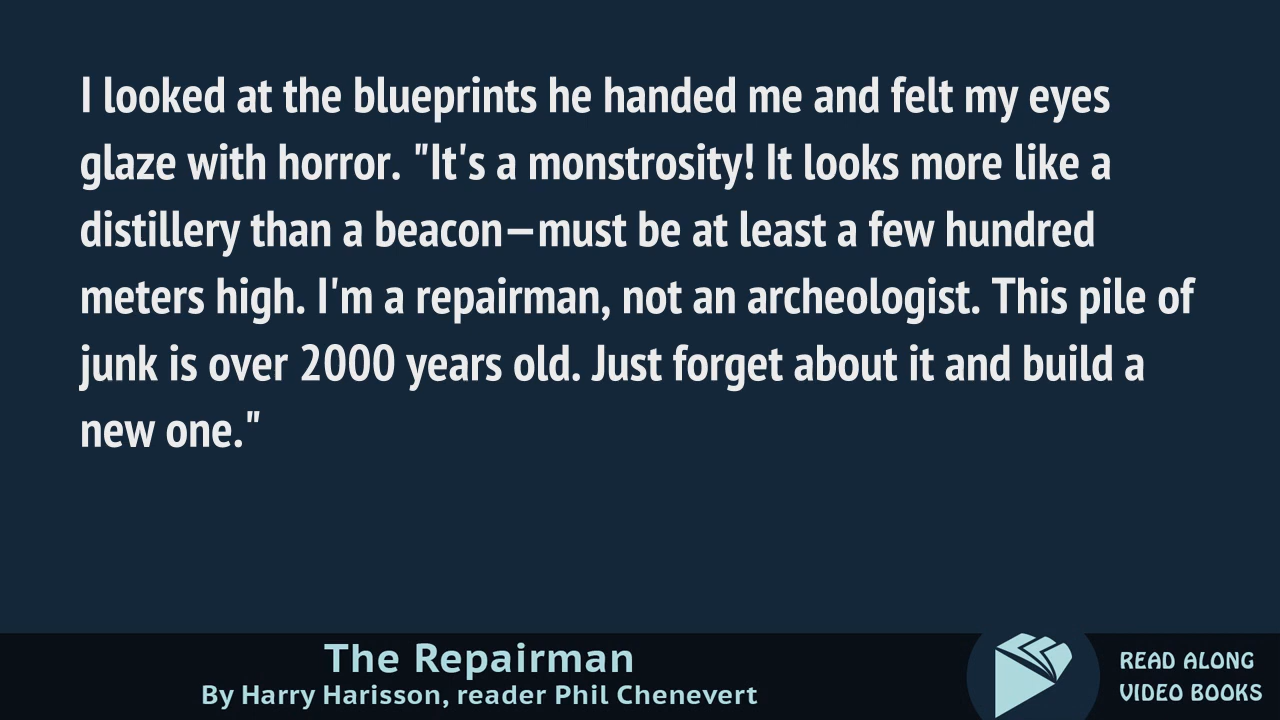 I looked at the blueprints he handed me and felt my eyes
glaze with horror. "It's a monstrosity! It looks more like a
distillery than a beacon—must be at least a few hundred
meters high. I'm a repairman, not an archeologist. This pile of
junk is over 2000 years old. Just forget about it and build a
new one."
The Repairman
By Harry Harisson, reader Phil Chenevert
READ ALONG
VIDEO BOOKS